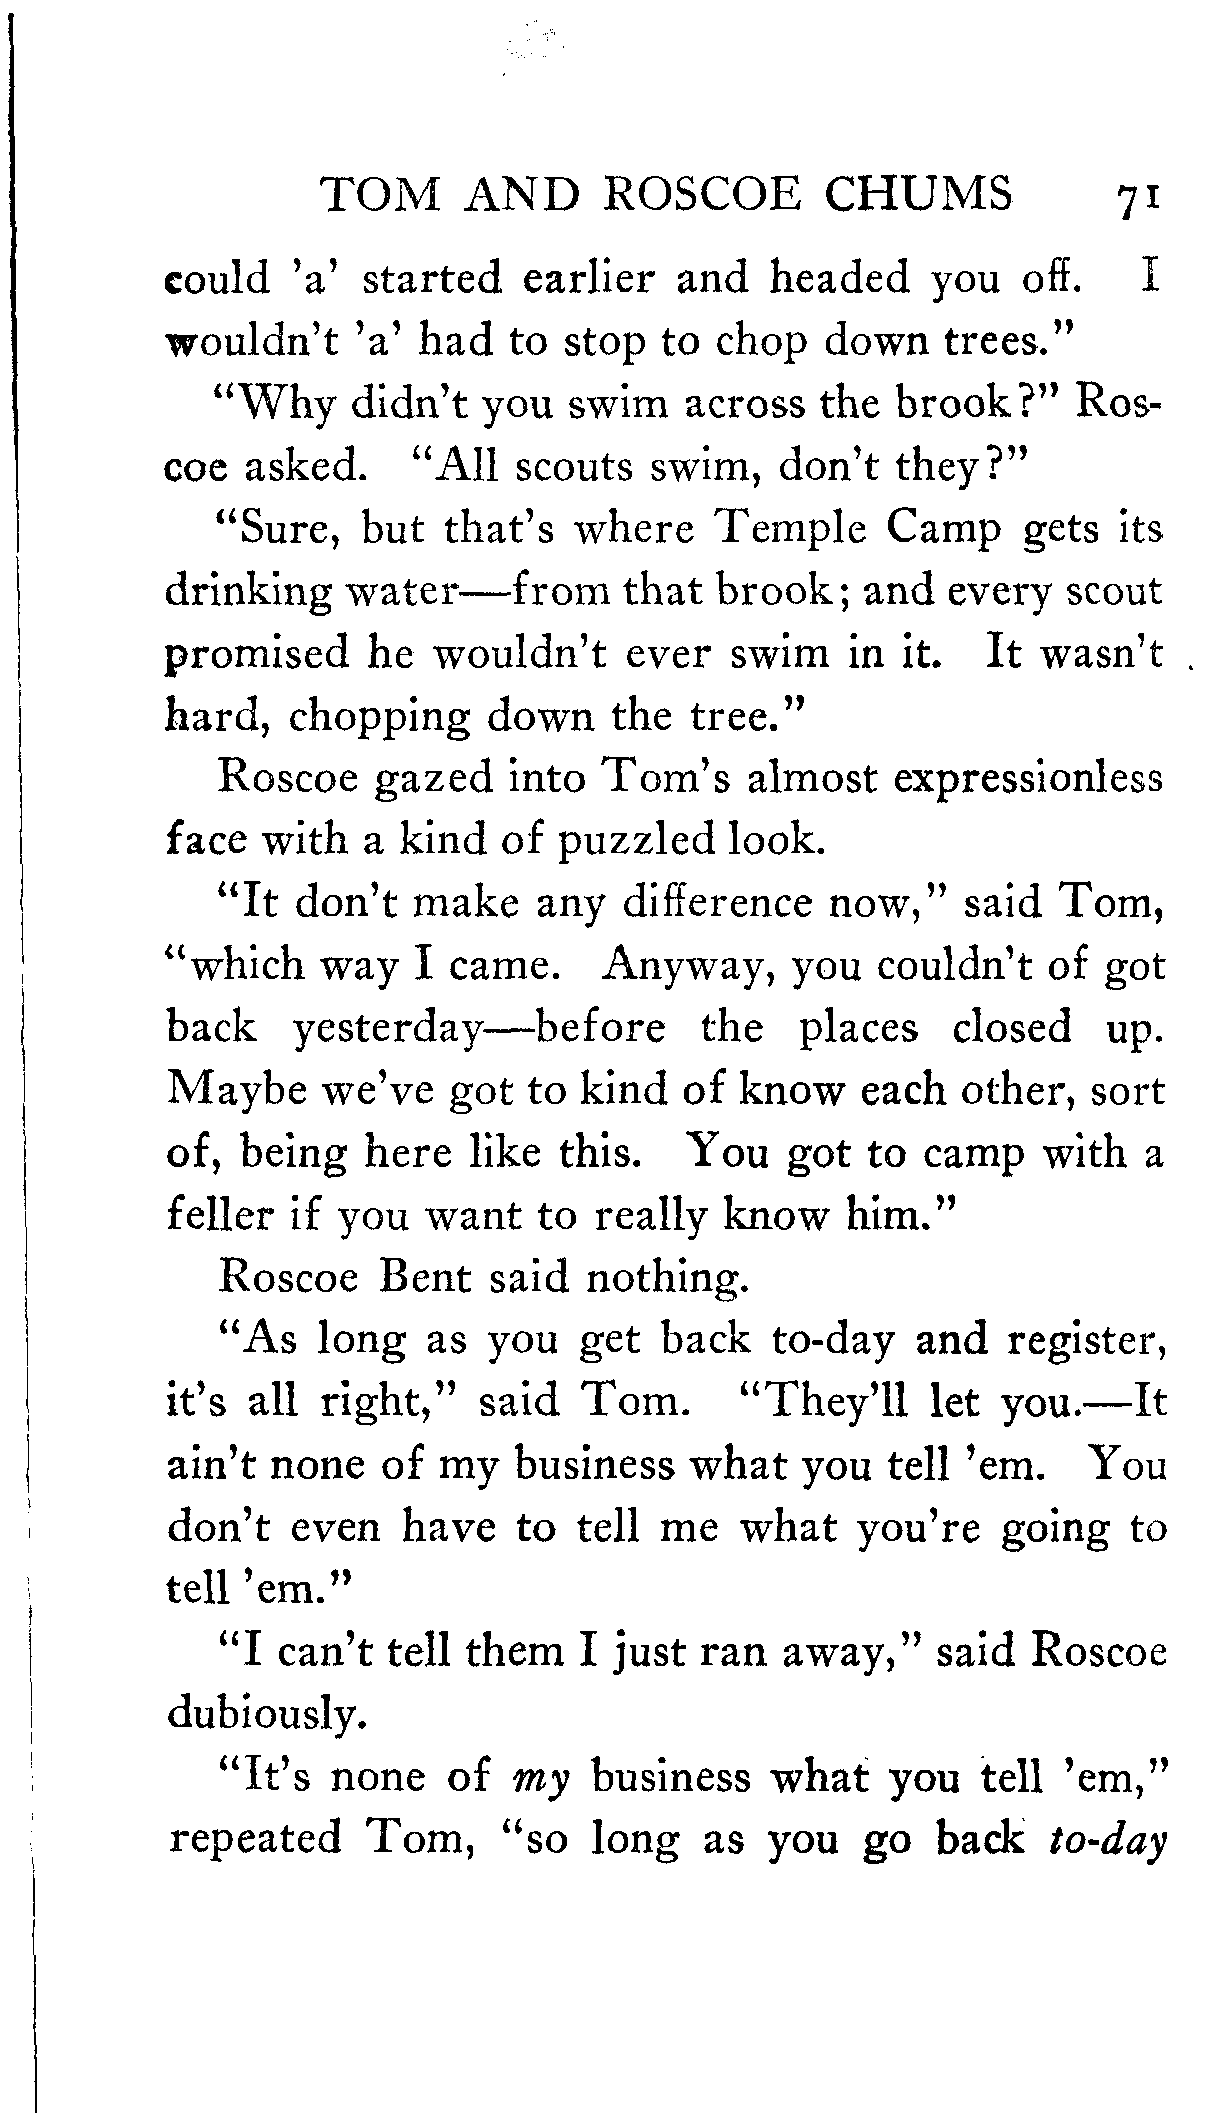 TOM AND ROSCOE CHUMS 71
could 'a' started earlier and headed you off. I
wouldn't 'a' had to stop to chop down trees."
"Why didn't you swim across the brook?" Ros-
coe asked. "All scouts swim, don't they?"
"Sure, but that's where Temple Camp gets its
drinking water—from that brook; and every scout
promised he wouldn't ever swim in it. It wasn't
hard, chopping down the tree."
Roscoe gazed into Tom's almost expressionless
face with a kind of puzzled look.
"It don't make any difference now," said Tom,
"which way I came. Anyway, you couldn't of got
back yesterday—before the places closed up.
Maybe we've got to kind of know each other, sort
of, being here like this. You got to camp with a
feller if you want to really know him."
Roscoe Bent said nothing.
"As long as you get back to-day and register,
it's all right," said Tom. "They'll let you.—It
ain't none of my business what you tell 'em. You
don't even have to tell me what you're going to
tell 'em."
"I can't tell them I just ran away," said Roscoe
dubiously.
"It's none of my business what you tell 'em,"
repeated Tom, "so long as you go back to-day